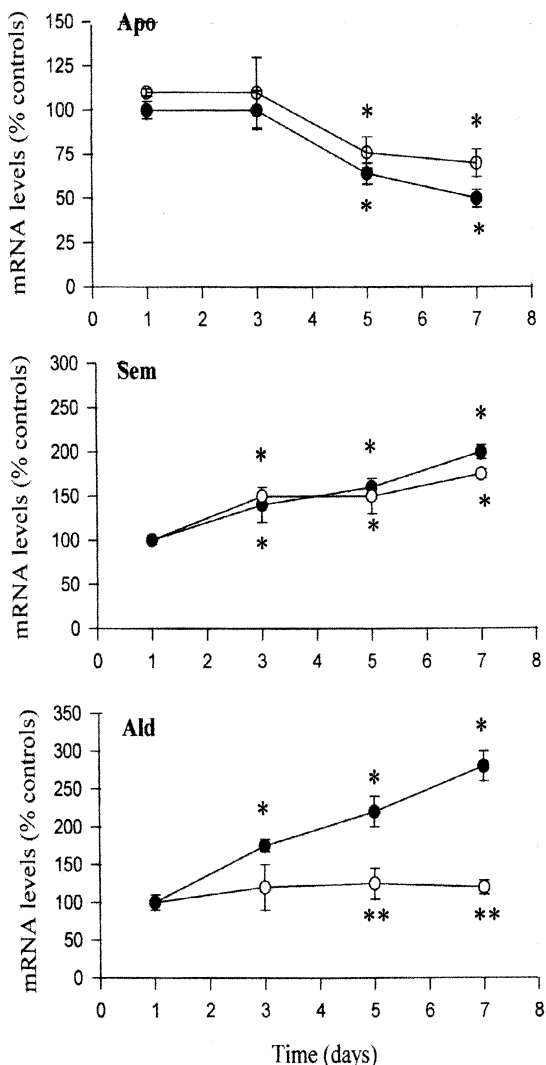 Apo
mRNA levels (% controls)
150
125
100
75
50
25
0
* *
* *
0 1 2 3 4 5 6 7 8
Sem
mRNA levels (% controls)
300
250
200
150
100
50
0
* * *
* * *
0 1 2 3 4 5 6 7 8
Ald
mRNA levels (% controls)
350
300
250
200
150
100
50
0
* * *
** **
0 1 2 3 4 5 6 7 8
Time (days)